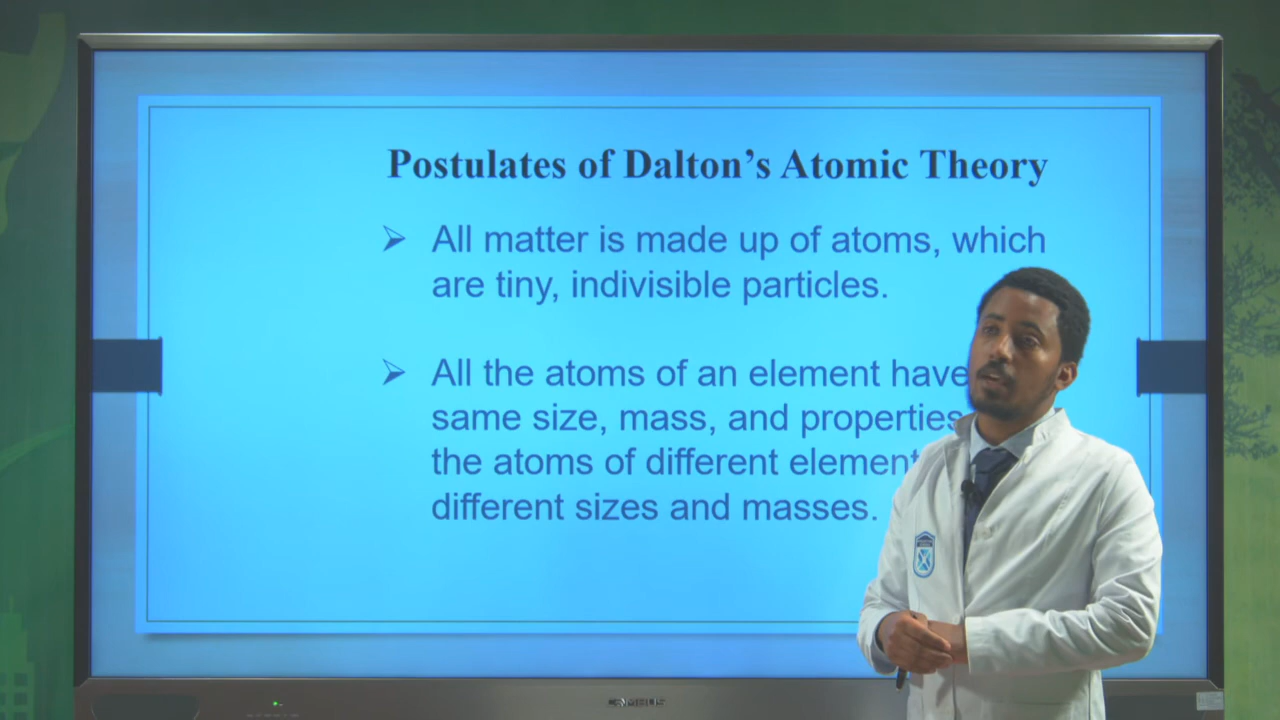 Postulates of Dalton's Atomic Theory
All matter is made up of atoms, which
are tiny, indivisible particles.
All the atoms of an element have
same size, mass, and properties
the atoms of different element
different sizes and masses.